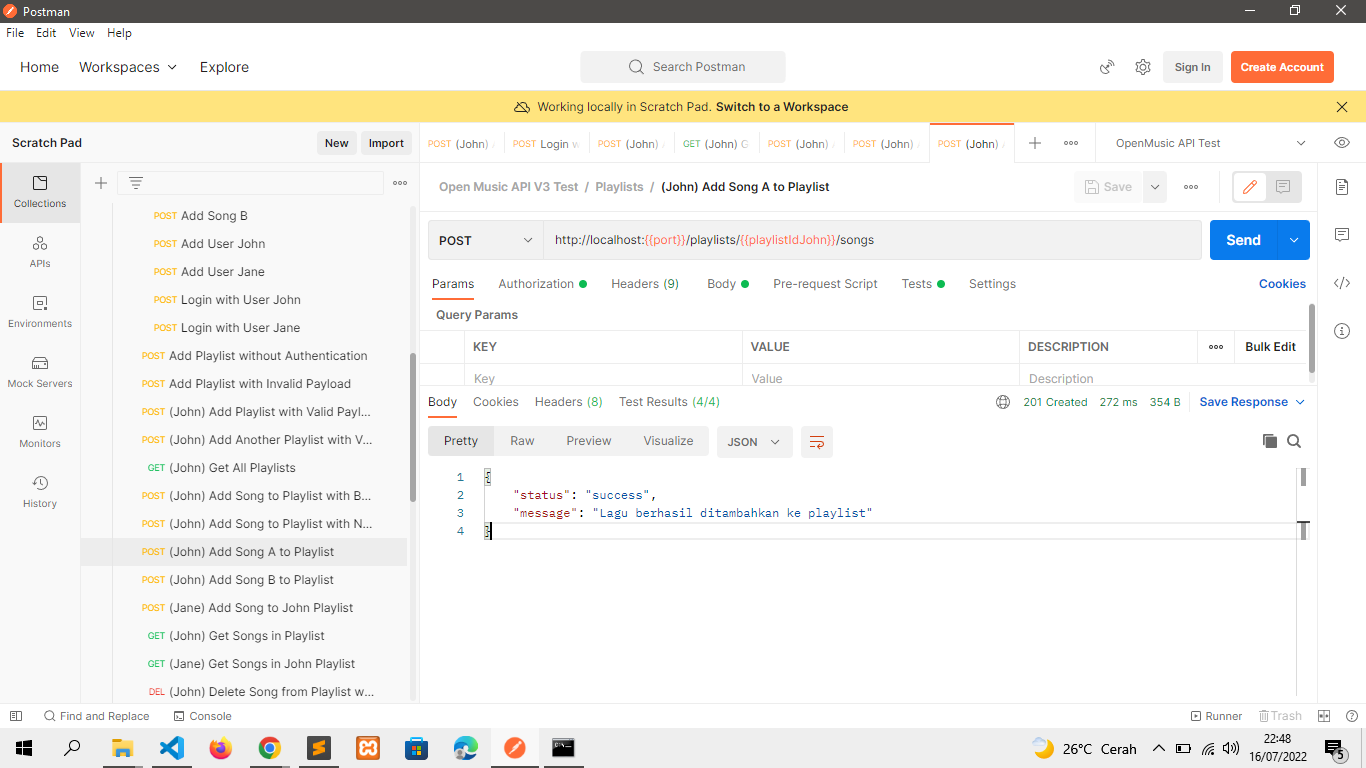 Postman
File Edit View Help
Home Workspaces Explore Search Postman Sign In Create Account
Working locally in Scratch Pad. Switch to a Workspace
Scratch Pad New Import
POST (John) POST Login POST (John) GET (John) POST (John) POST (John) POST (John) OpenMusic API Test
Open Music API V3 Test / Playlists / (John) Add Song A to Playlist Save
Collections
APIs
Environments
Mock Servers
Monitors
History
POST Add Song B
POST Add User John
POST Add User Jane
POST Login with User John
POST Login with User Jane
POST Add Playlist without Authentication
POST Add Playlist with Invalid Payload
POST (John) Add Playlist with Valid Payl...
POST (John) Add Another Playlist with V...
GET (John) Get All Playlists
POST (John) Add Song to Playlist with B...
POST (John) Add Song to Playlist with N...
POST (John) Add Song A to Playlist
POST (John) Add Song B to Playlist
POST (Jane) Add Song to John Playlist
GET (John) Get Songs in Playlist
GET (Jane) Get Songs in John Playlist
DEL (John) Delete Song from Playlist w...
POST http://localhost:{{port}}/playlists/{{playlistIdJohn}}/songs Send
Params Authorization Headers (9) Body Pre-request Script Tests Settings Cookies
Query Params
KEY VALUE DESCRIPTION Bulk Edit
Key Value Description
Body Cookies Headers (8) Test Results (4/4) 201 Created 272 ms 354 B Save Response
Pretty Raw Preview Visualize JSON
1 {
2 "status": "success",
3 "message": "Lagu berhasil ditambahkan ke playlist"
4 }
Find and Replace Console Runner Trash
26°C Cerah 22:48
16/07/2022 5